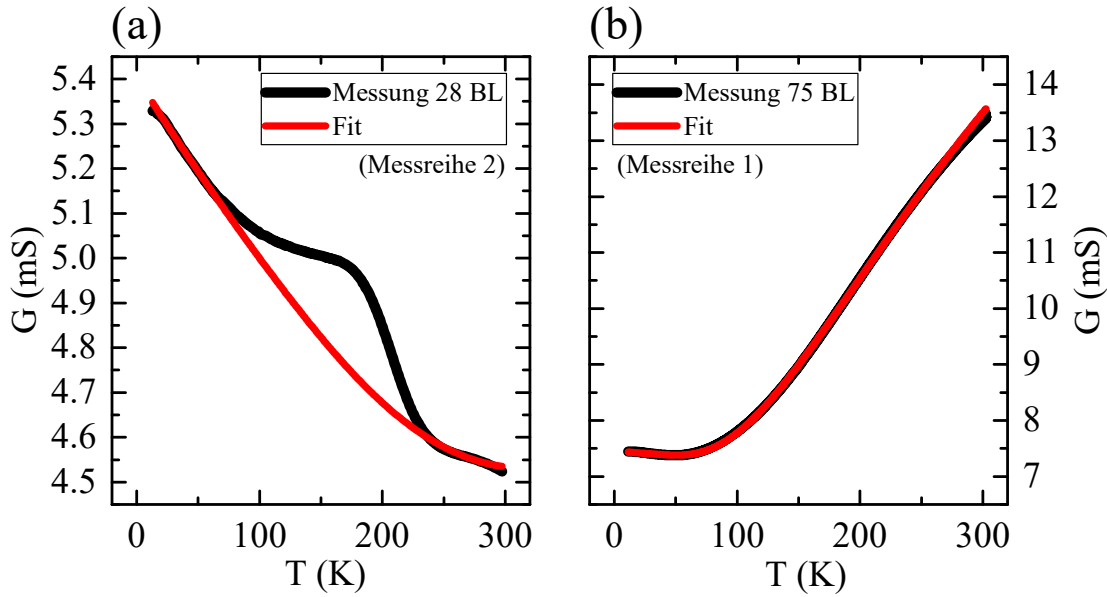 (a)
Messung 28 BL
Fit
(Messreihe 2)
5.4
5.3
5.2
5.1
5.0
4.9
4.8
4.7
4.6
4.5
G (mS)
0
100
200
300
T (K)
(b)
Messung 75 BL
Fit
(Messreihe 1)
14
13
12
11
10
9
8
7
G (mS)
0
100
200
300
T (K)